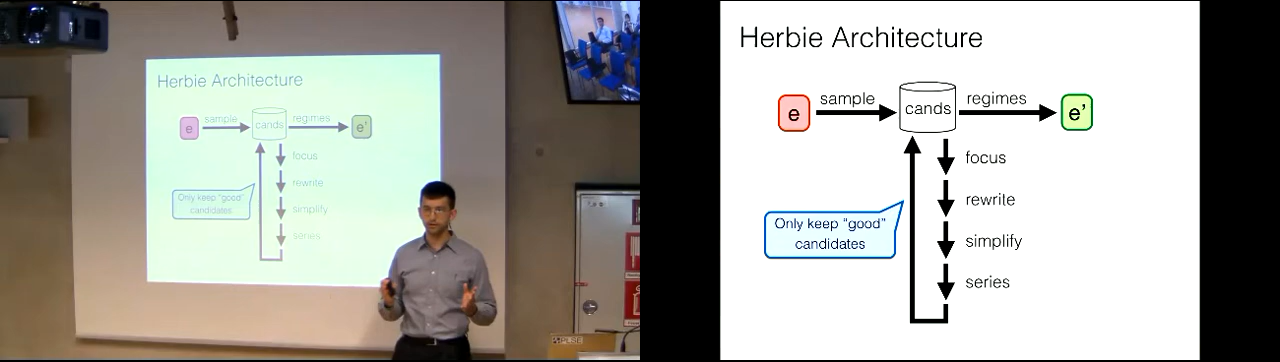 Herbie Architecture
sample
regimes
e
cands
e'
focus
rewrite
Only keep "good"
candidates
simplify
series
PLSE
Herbie Architecture
sample
regimes
e
cands
e'
focus
rewrite
Only keep "good"
candidates
simplify
series